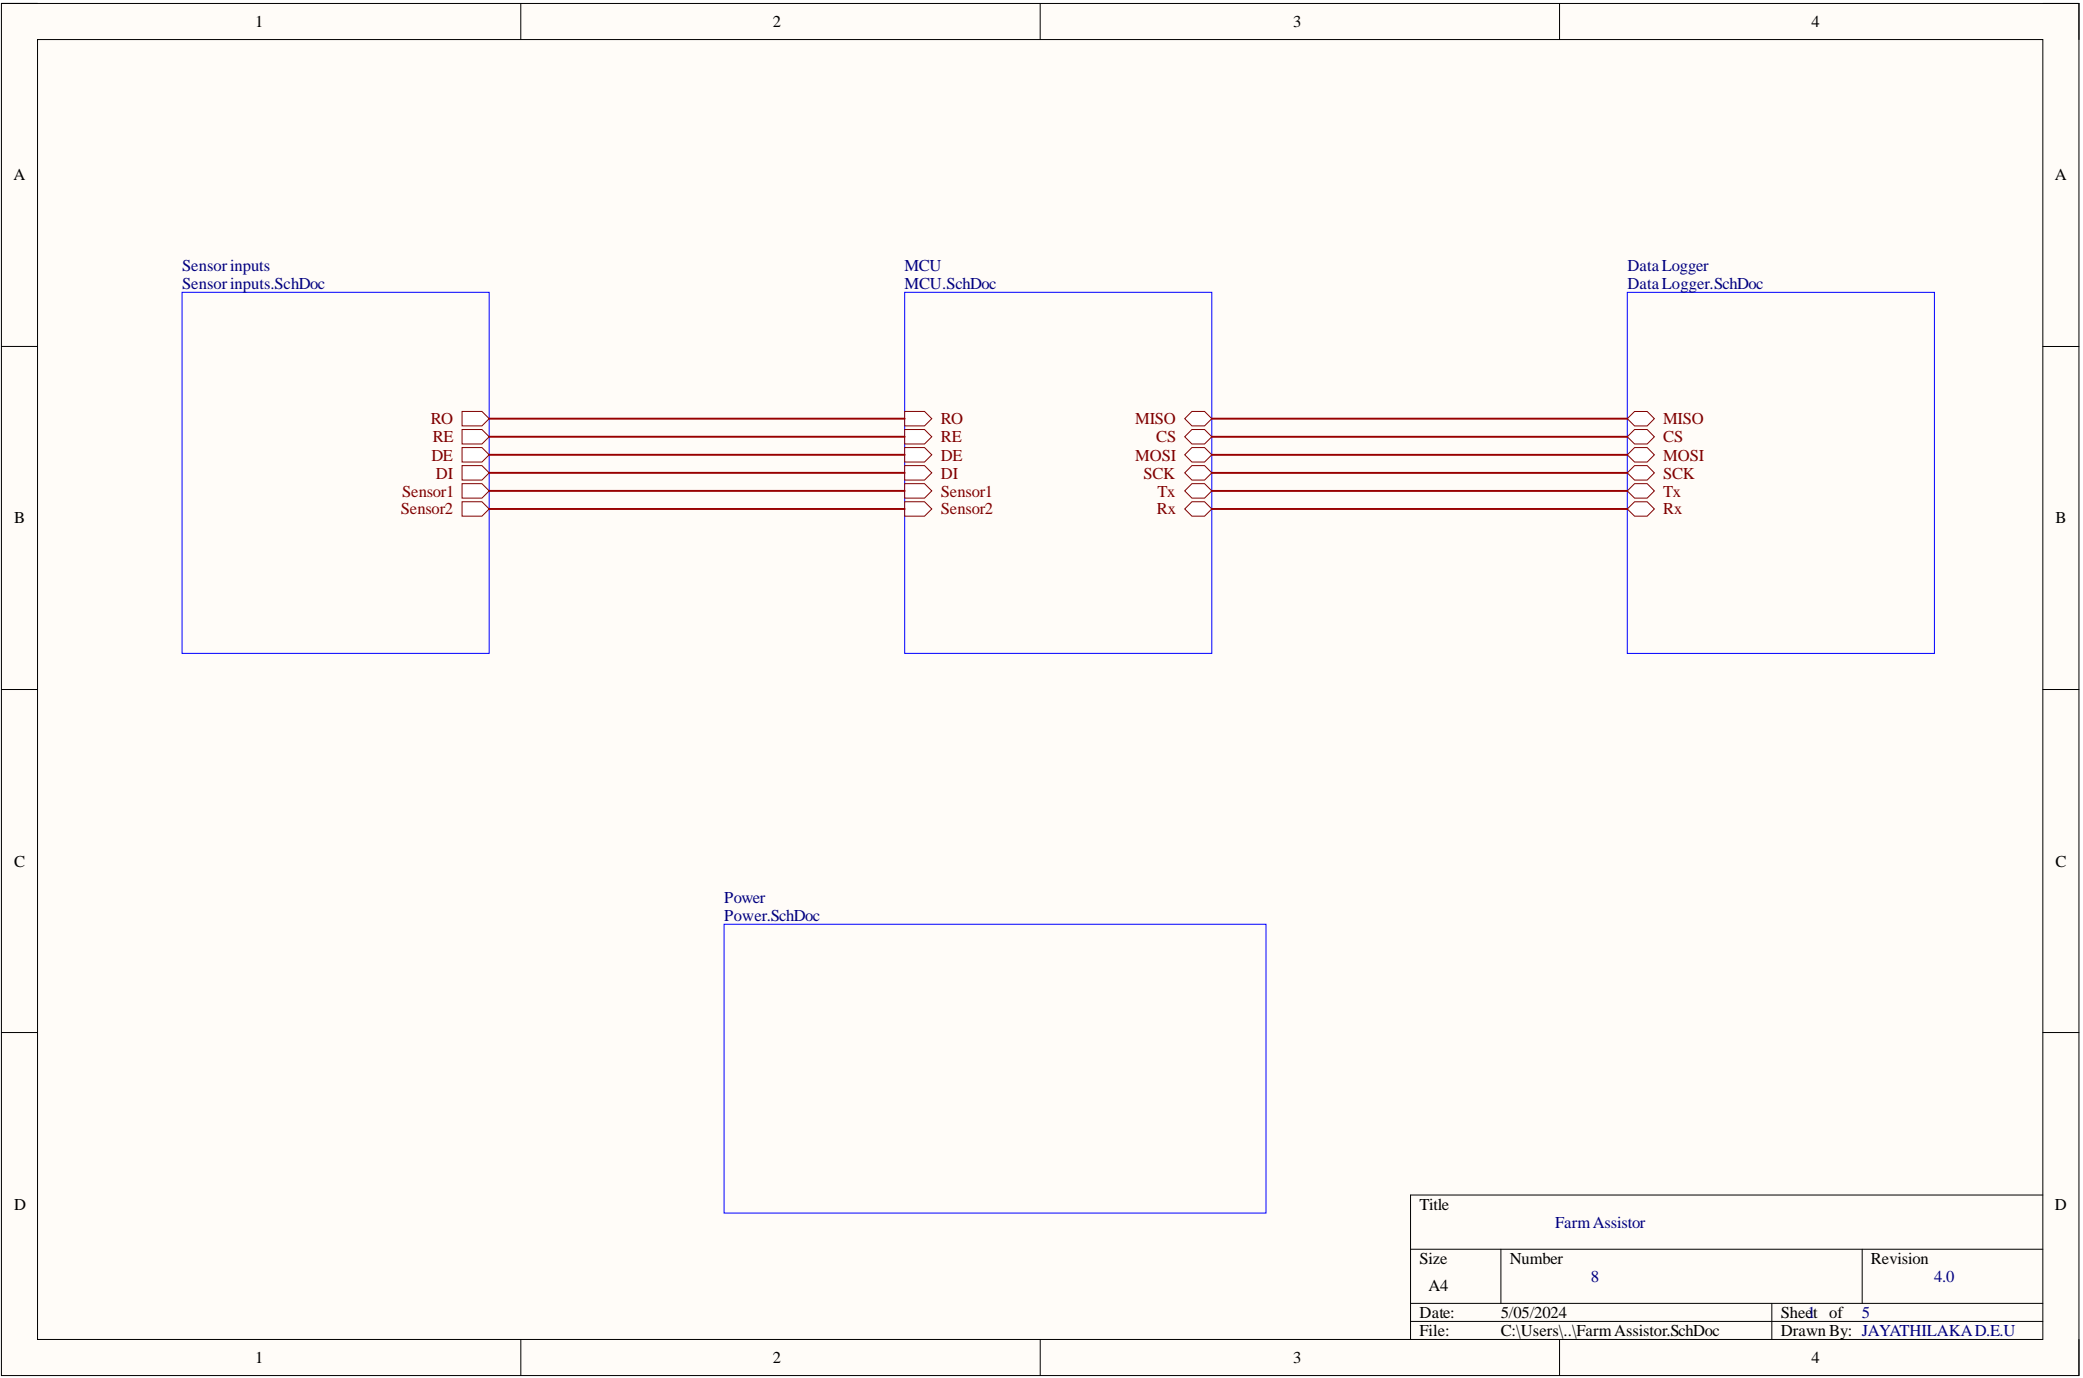 1 2 3 4
A A
Sensor inputs
Sensor inputs.SchDoc
MCU
MCU.SchDoc
Data Logger
Data Logger.SchDoc
RO RO MISO MISO
RE RE CS CS
DE DE MOSI MOSI
DI DI SCK SCK
Sensor1 Sensor1 Tx Tx
Sensor2 Sensor2 Rx Rx
B B
C C
Power
Power.SchDoc
D D
Title
Farm Assistor
Size Number Revision
A4 8 4.0
Date: 5/05/2024 Sheet 1 of 5
File: C:\Users\..\Farm Assistor.SchDoc Drawn By: JAYATHILAKA D.E.U
1 2 3 4